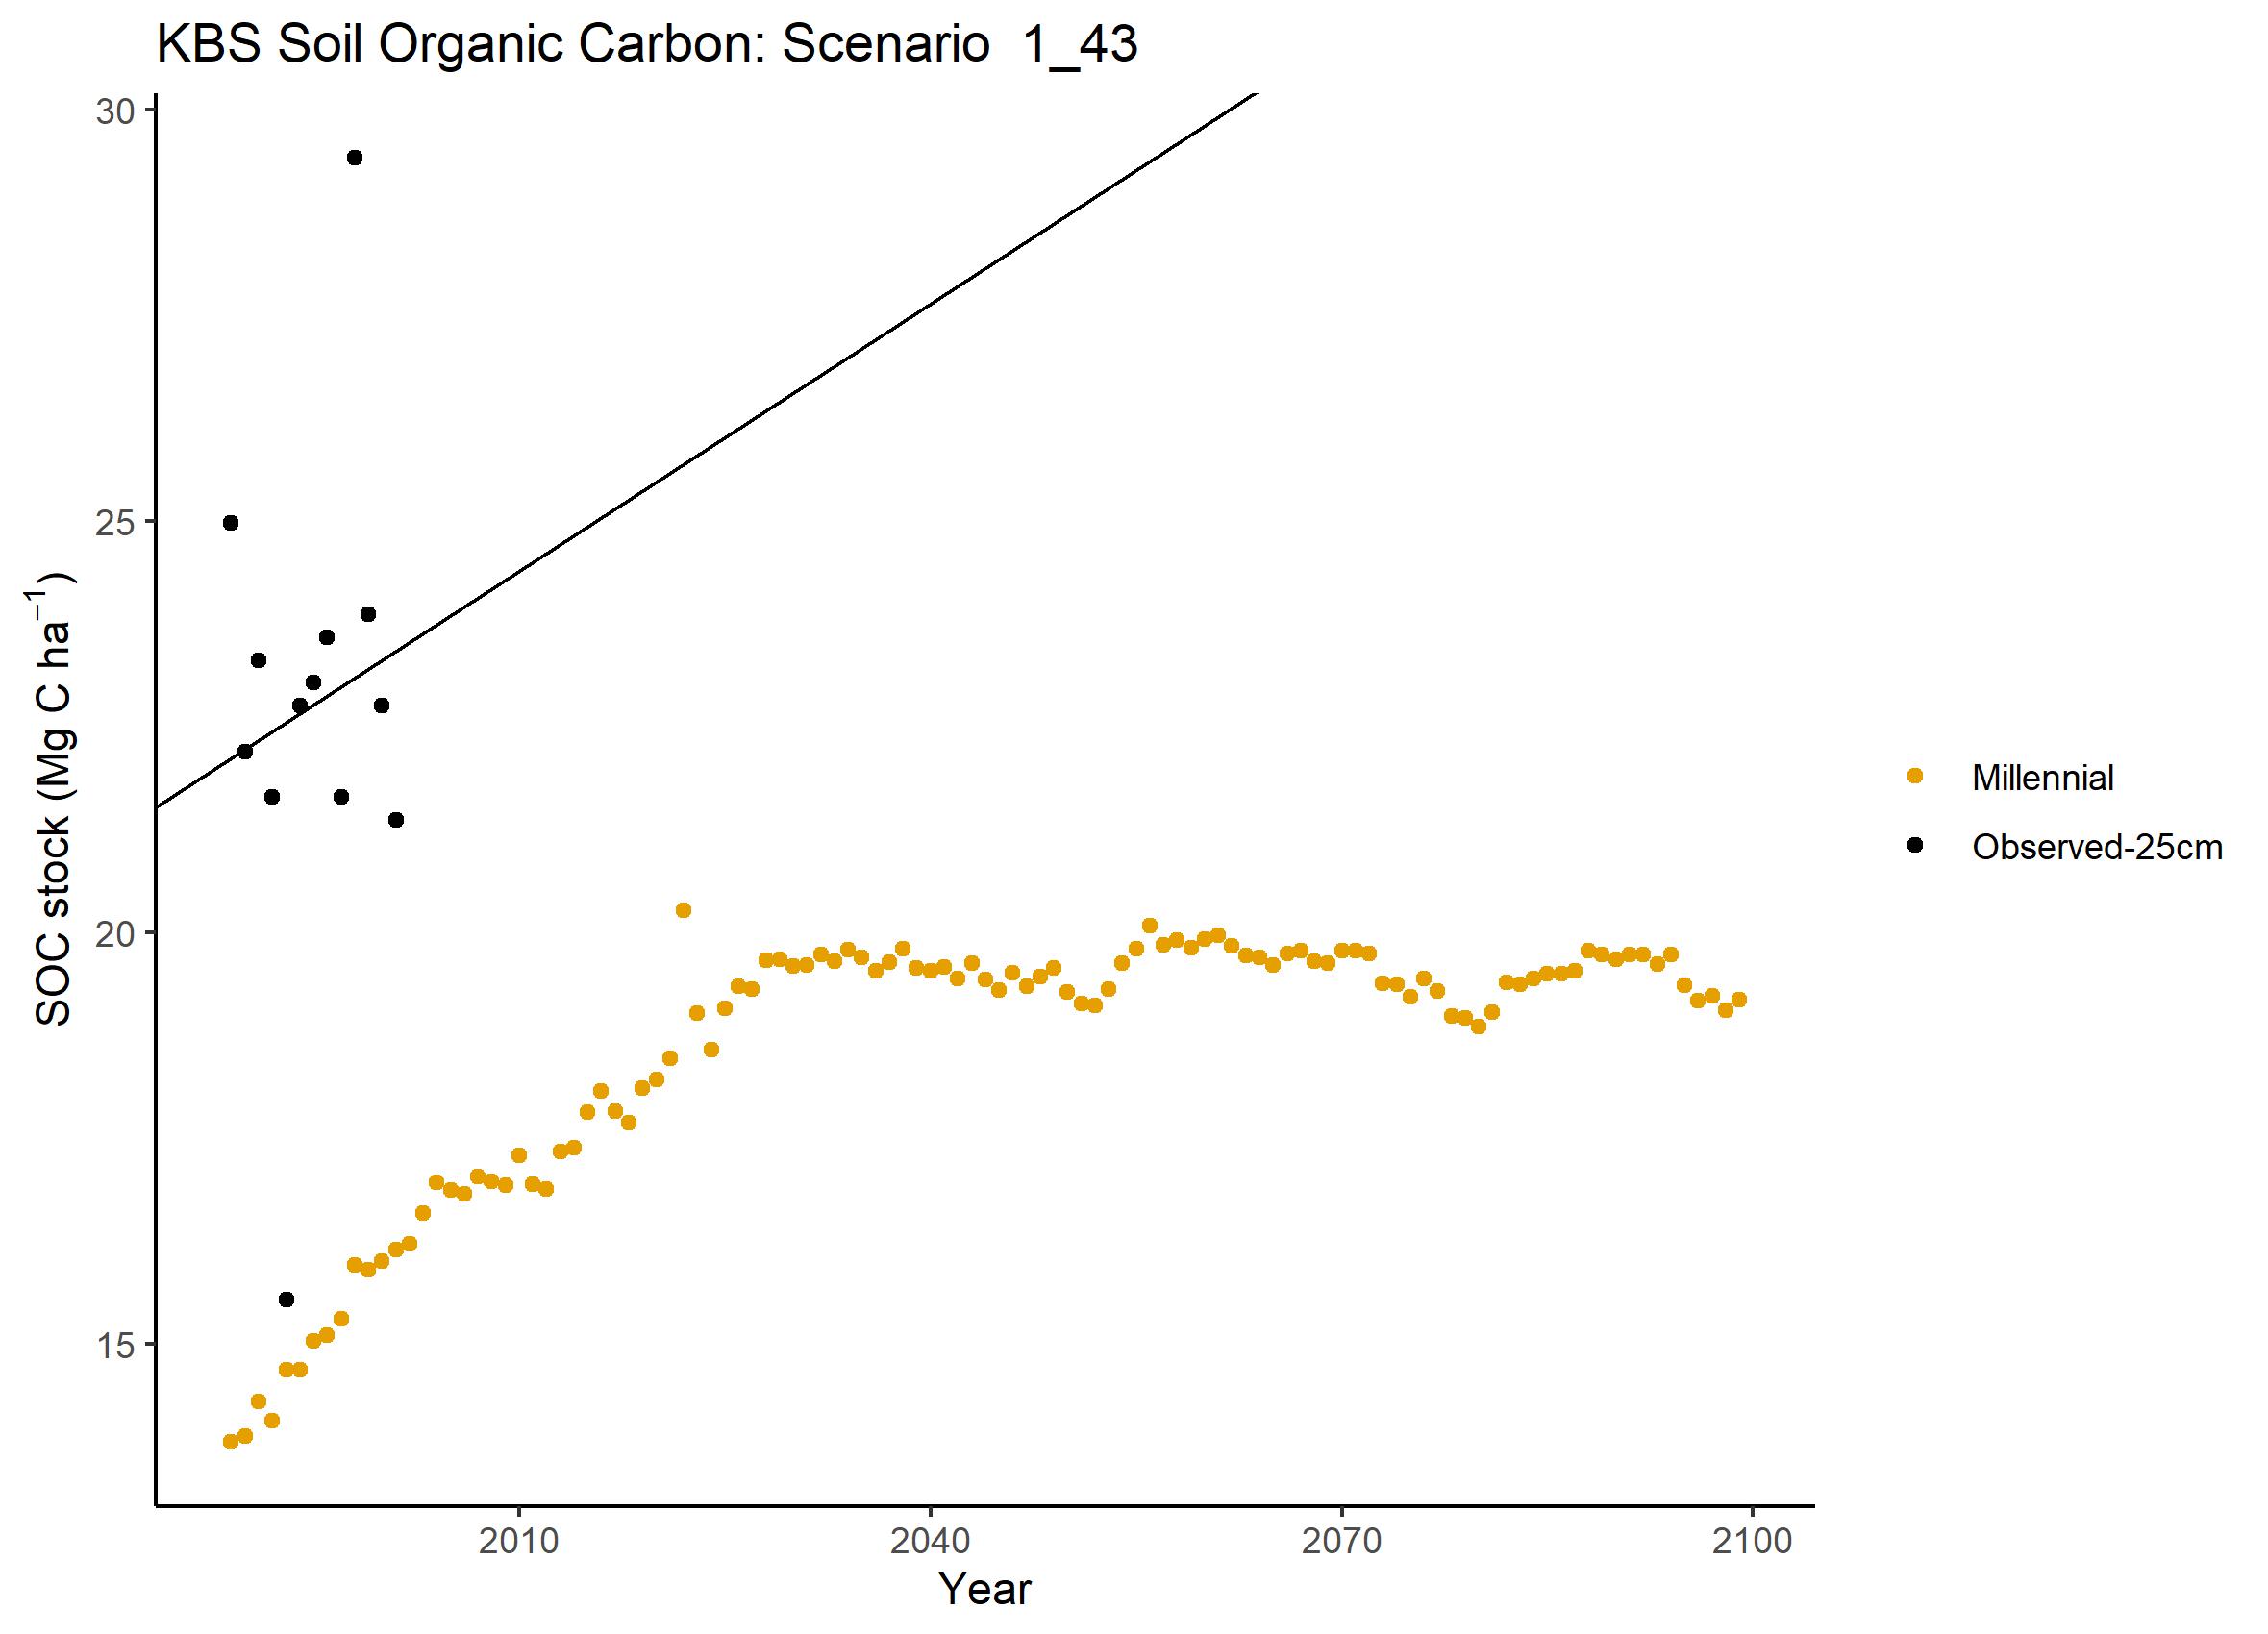 KBS Soil Organic Carbon: Scenario  1_43
30
25
20
15
SOC stock (Mg C ha⁻¹)
2010
2040
2070
2100
Year
Millennial
Observed-25cm